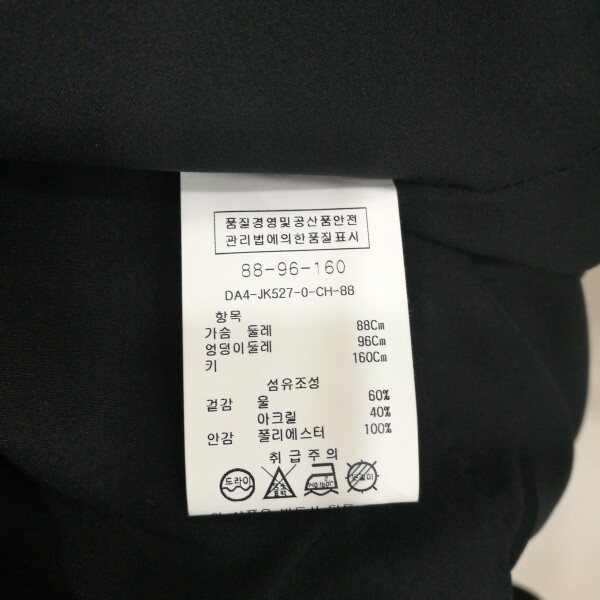 품질경영및공산품안전
관리법에의한품질표시
88-96-160
DA4-JK527-0-CH-88
항목
가슴 둘레 88Cm
엉덩이둘레 96Cm
키 160Cm
섬유조성
겉감 울 60%
아크릴 40%
안감 폴리에스터 100%
취급주의
드라이